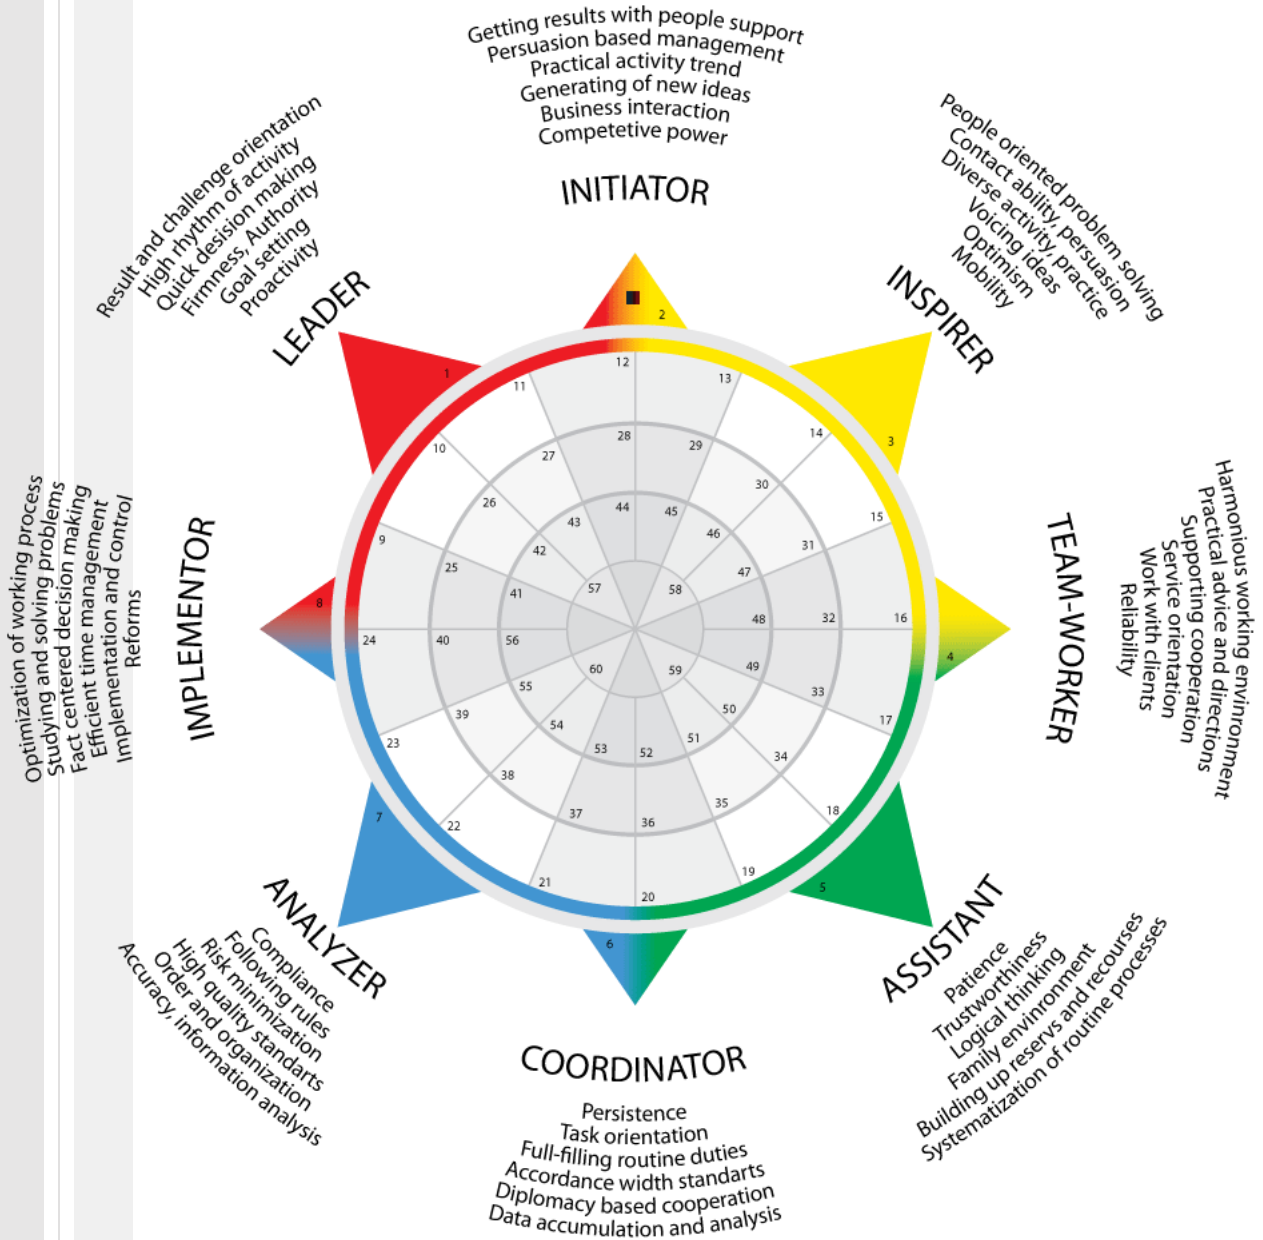 Getting results with people support
Persuasion based management
Practical activity trend
Generating of new ideas
Business interaction
Competetive power
INITIATOR
People oriented problem solving
Contact ability, persuasion
Diverse activity, practice
Voicing ideas
Optimism
Mobility
INSPIRER
Harmonious working environment
Practical advice and directions
Supporting cooperation
Service orientation
Work with clients
Reliability
TEAM-WORKER
ASSISTANT
Patience
Trustworthiness
Logical thinking
Family environment
Building up reservs and recourses
Systematization of routine processes
COORDINATOR
Persistence
Task orientation
Full-filling routine duties
Accordance width standarts
Diplomacy based cooperation
Data accumulation and analysis
ANALYZER
Compliance
Following rules
Risk minimization
High quality standarts
Order and organization
Accuracy, information analysis
Optimization of working process
Studying and solving problems
Fact centered decision making
Efficient time management
Implementation and control
Reforms
IMPLEMENTOR
Result and challenge orientation
High rhythm of activity
Quick desision making
Firmness, Authority
Goal setting
Proactivity
LEADER
1
2
3
4
5
6
7
8
9
10
11
12
13
14
15
16
17
18
19
20
21
22
23
24
25
26
27
28
29
30
31
32
33
34
35
36
37
38
39
40
41
42
43
44
45
46
47
48
49
50
51
52
53
54
55
56
57
58
59
60